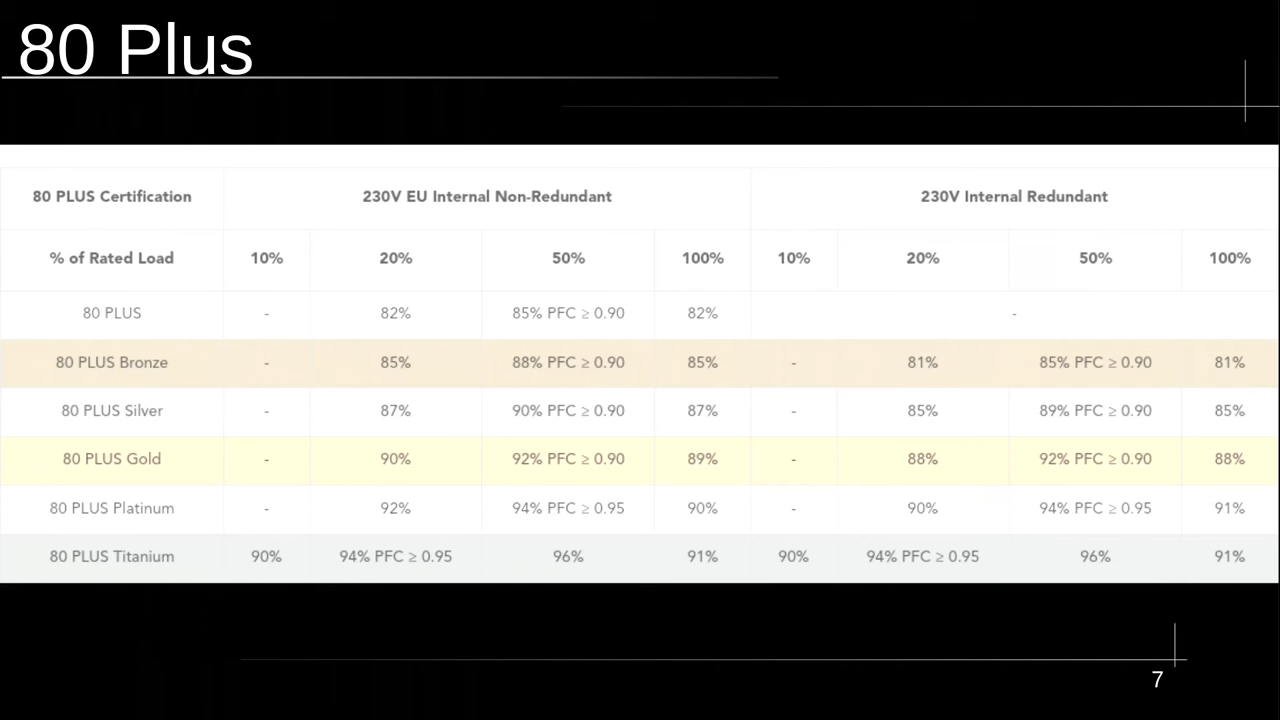 80 Plus
80 PLUS Certification 230V EU Internal Non-Redundant 230V Internal Redundant
% of Rated Load 10% 20% 50% 100% 10% 20% 50% 100%
80 PLUS - 82% 85% PFC ≥ 0.90 82% -
80 PLUS Bronze - 85% 88% PFC ≥ 0.90 85% - 81% 85% PFC ≥ 0.90 81%
80 PLUS Silver - 87% 90% PFC ≥ 0.90 87% - 85% 89% PFC ≥ 0.90 85%
80 PLUS Gold - 90% 92% PFC ≥ 0.90 89% - 88% 92% PFC ≥ 0.90 88%
80 PLUS Platinum - 92% 94% PFC ≥ 0.95 90% - 90% 94% PFC ≥ 0.95 91%
80 PLUS Titanium 90% 94% PFC ≥ 0.95 96% 91% 90% 94% PFC ≥ 0.95 96% 91%
7